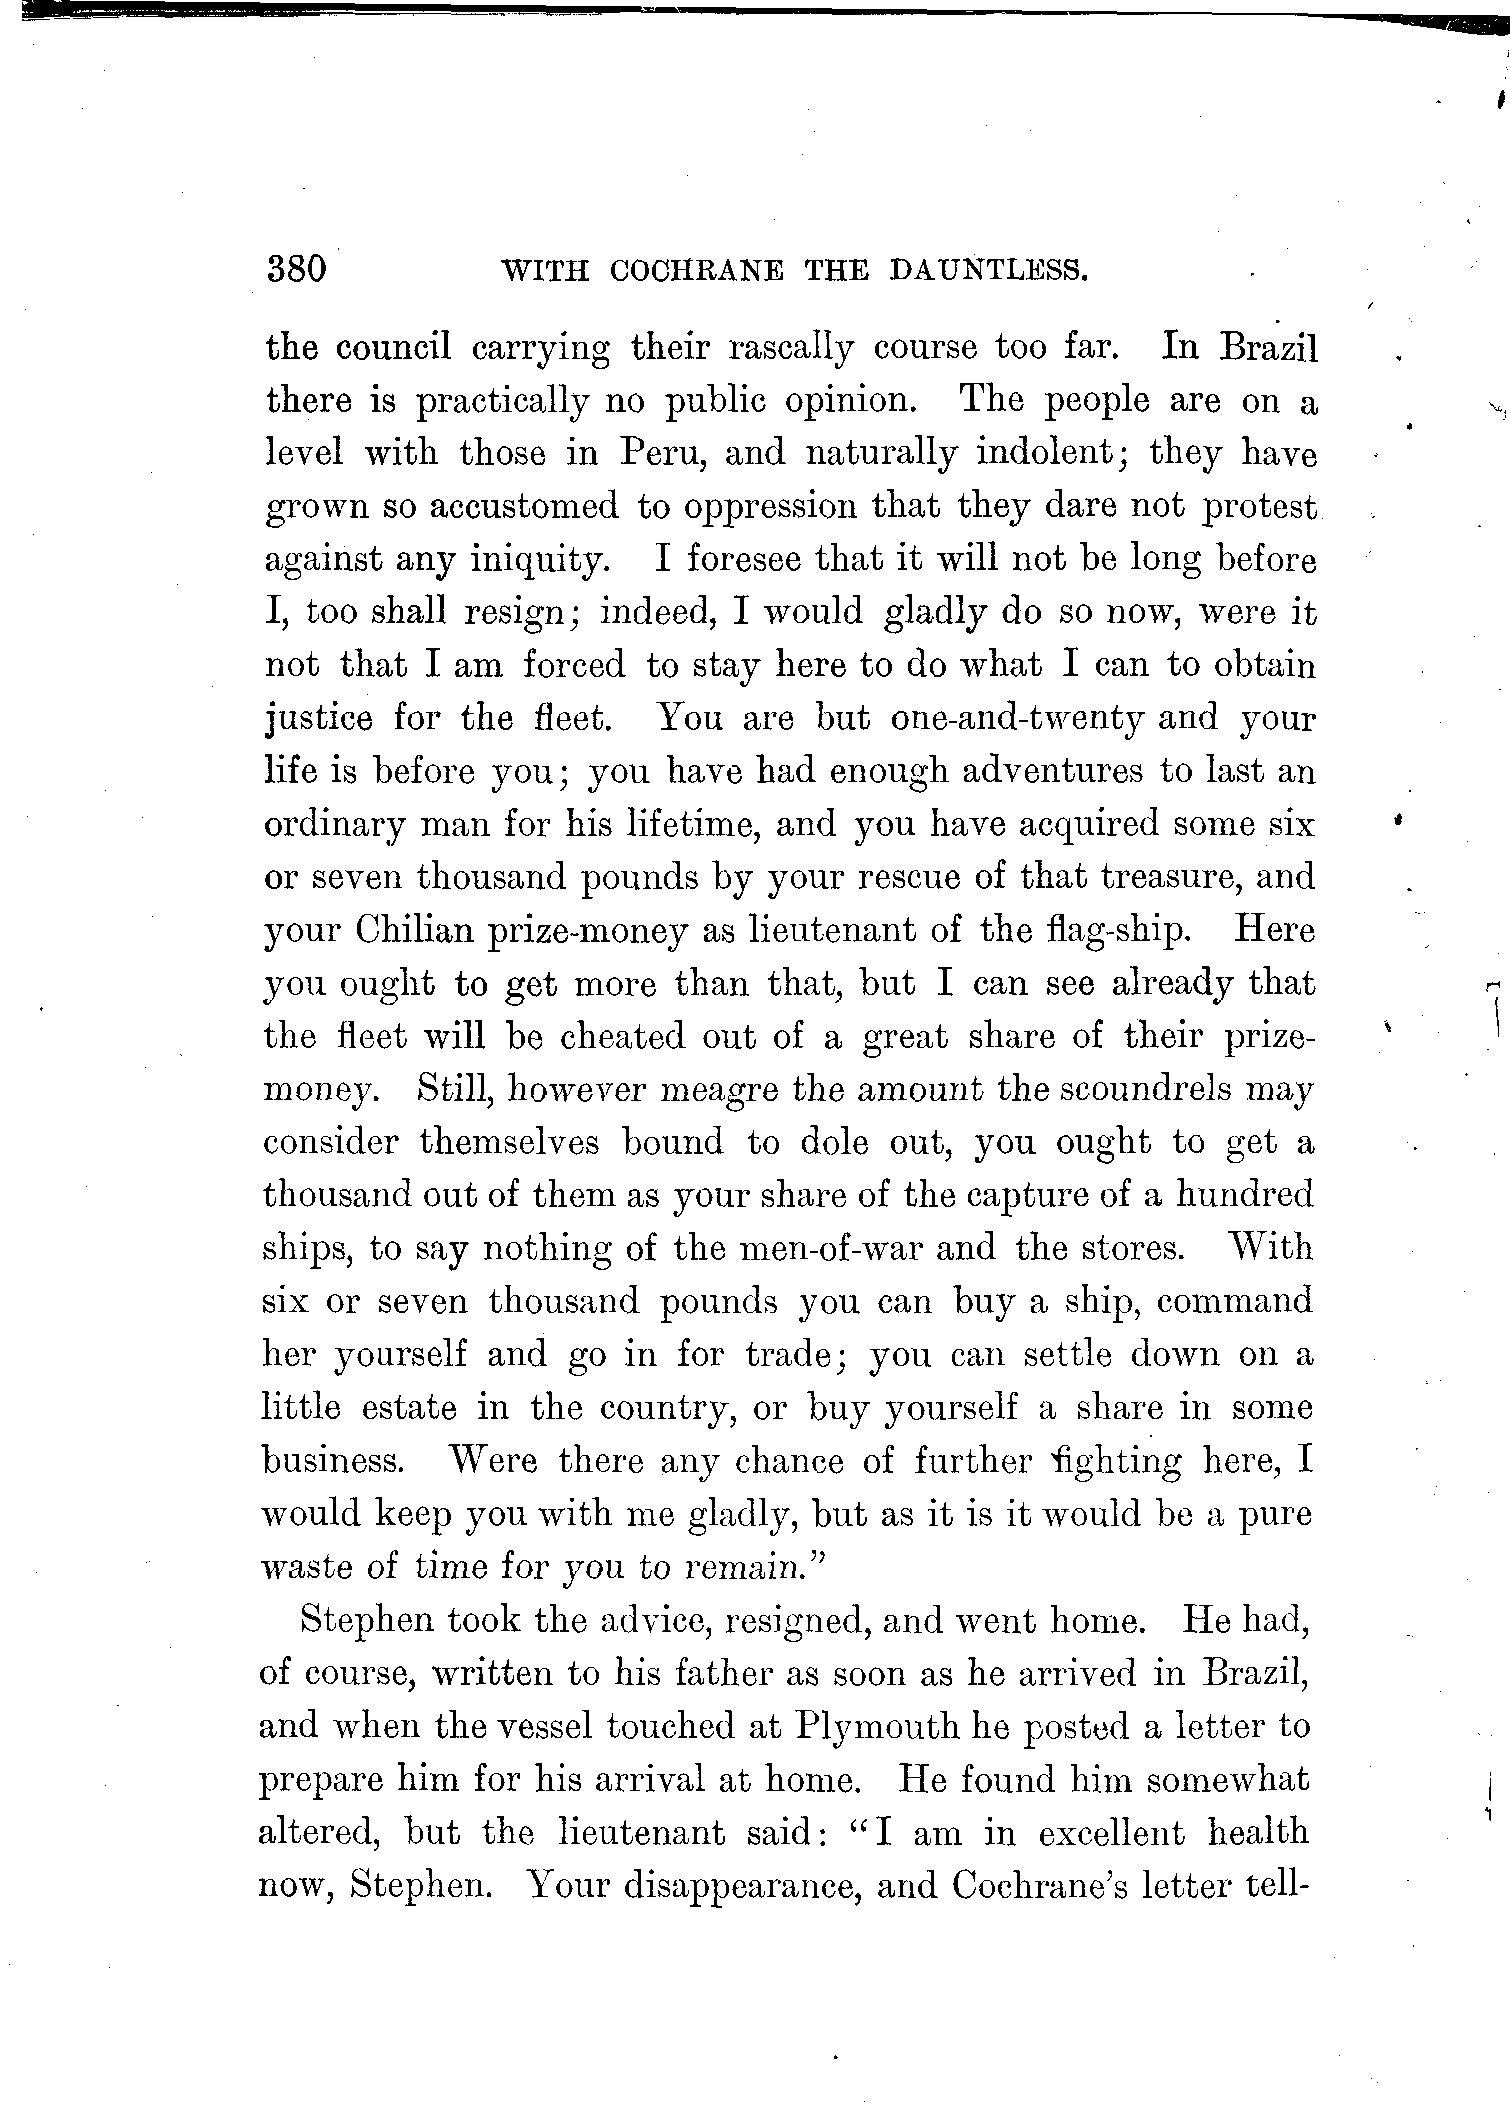 380 WITH COCHRANE THE DAUNTLESS.
the council carrying their rascally course too far. In Brazil
there is practically no public opinion. The people are on a
level with those in Peru, and naturally indolent; they have
grown so accustomed to oppression that they dare not protest
against any iniquity. I foresee that it will not be long before
I, too shall resign; indeed, I would gladly do so now, were it
not that I am forced to stay here to do what I can to obtain
justice for the fleet. You are but one-and-twenty and your
life is before you; you have had enough adventures to last an
ordinary man for his lifetime, and you have acquired some six
or seven thousand pounds by your rescue of that treasure, and
your Chilian prize-money as lieutenant of the flag-ship. Here
you ought to get more than that, but I can see already that
the fleet will be cheated out of a great share of their prize-
money. Still, however meagre the amount the scoundrels may
consider themselves bound to dole out, you ought to get a
thousand out of them as your share of the capture of a hundred
ships, to say nothing of the men-of-war and the stores. With
six or seven thousand pounds you can buy a ship, command
her yourself and go in for trade; you can settle down on a
little estate in the country, or buy yourself a share in some
business. Were there any chance of further fighting here, I
would keep you with me gladly, but as it is it would be a pure
waste of time for you to remain."
Stephen took the advice, resigned, and went home. He had,
of course, written to his father as soon as he arrived in Brazil,
and when the vessel touched at Plymouth he posted a letter to
prepare him for his arrival at home. He found him somewhat
altered, but the lieutenant said: "I am in excellent health
now, Stephen. Your disappearance, and Cochrane's letter tell-